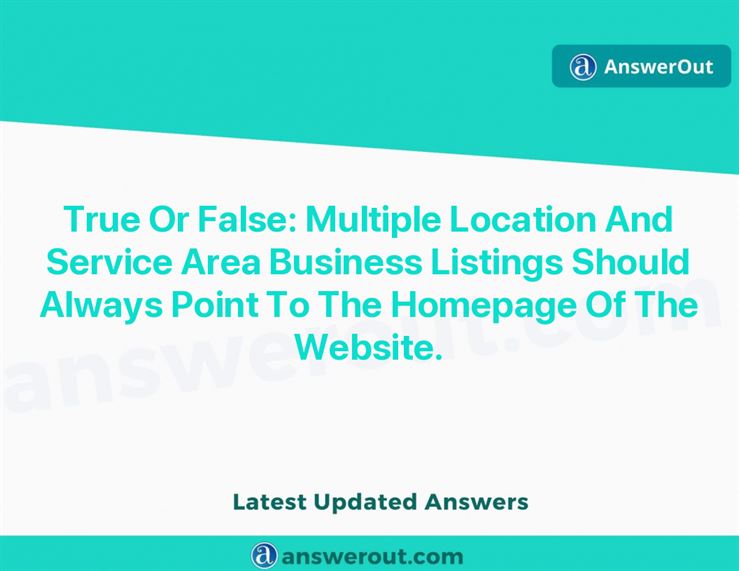 AnswerOut
True Or False: Multiple Location And
Service Area Business Listings Should
Always Point To The Homepage Of The
Website.
answerout.com
Latest Updated Answers
answerout.com